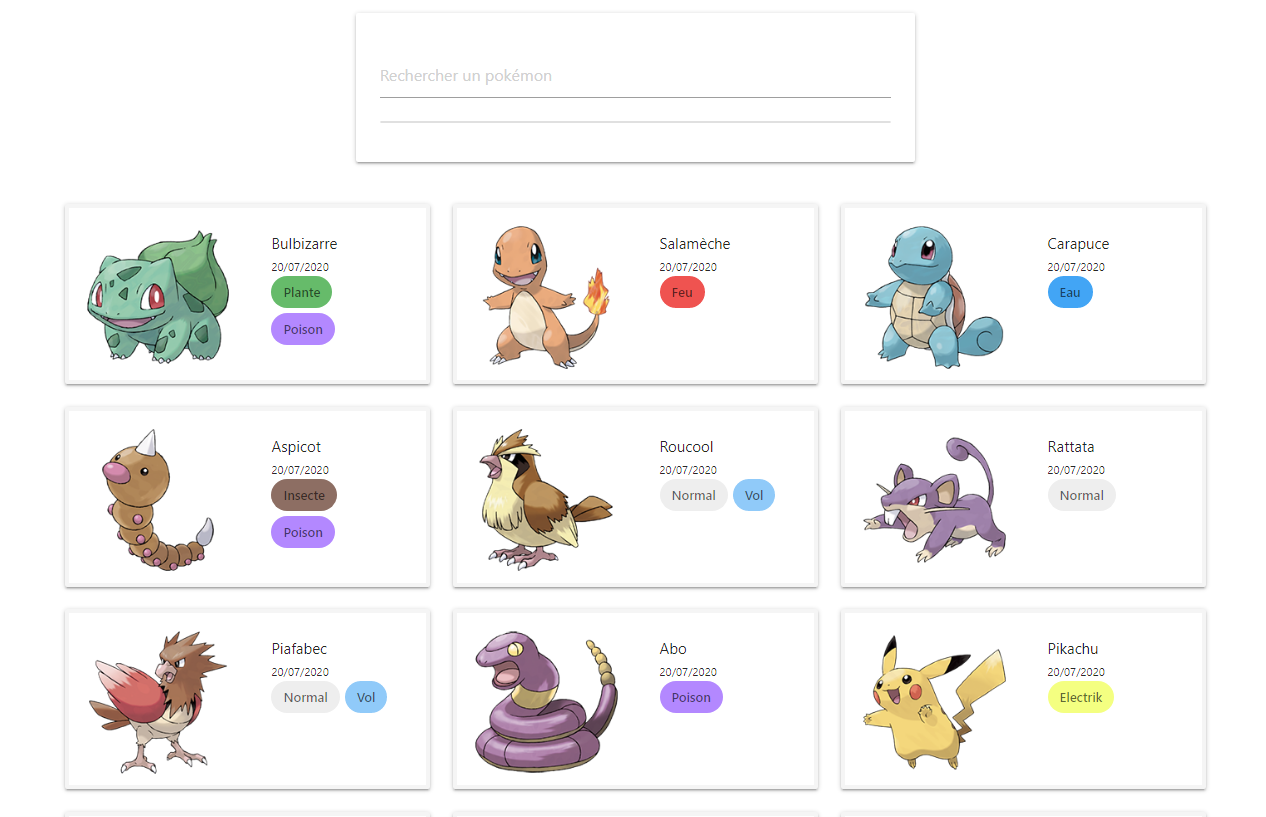 Rechercher un pokémon
Bulbizarre
20/07/2020
Plante
Poison
Salamèche
20/07/2020
Feu
Carapuce
20/07/2020
Eau
Aspicot
20/07/2020
Insecte
Poison
Roucool
20/07/2020
Normal Vol
Rattata
20/07/2020
Normal
Piafabec
20/07/2020
Normal Vol
Abo
20/07/2020
Poison
Pikachu
20/07/2020
Electrik